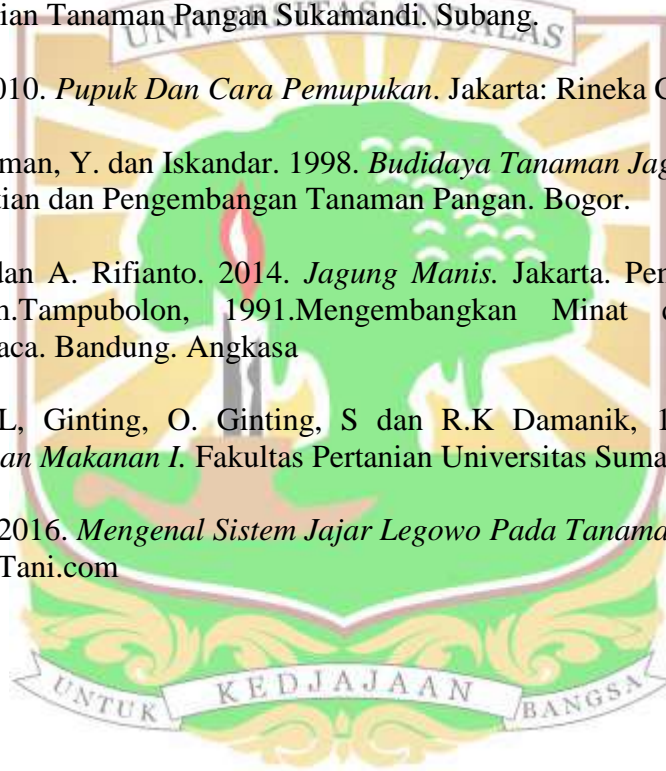 ian Tanaman Pangan Sukamandi. Subang.
UNIVERSITAS ANDALAS
010. Pupuk Dan Cara Pemupukan. Jakarta: Rineka C
man, Y. dan Iskandar. 1998. Budidaya Tanaman Jag
tian dan Pengembangan Tanaman Pangan. Bogor.
dan A. Rifianto. 2014. Jagung Manis. Jakarta. Pen
n.Tampubolon, 1991.Mengembangkan Minat d
aca. Bandung. Angkasa
L, Ginting, O. Ginting, S dan R.K Damanik, 1
an Makanan I. Fakultas Pertanian Universitas Suma
2016. Mengenal Sistem Jajar Legowo Pada Tanama
Tani.com
UNTUK KEDJAJAAN BANGSA